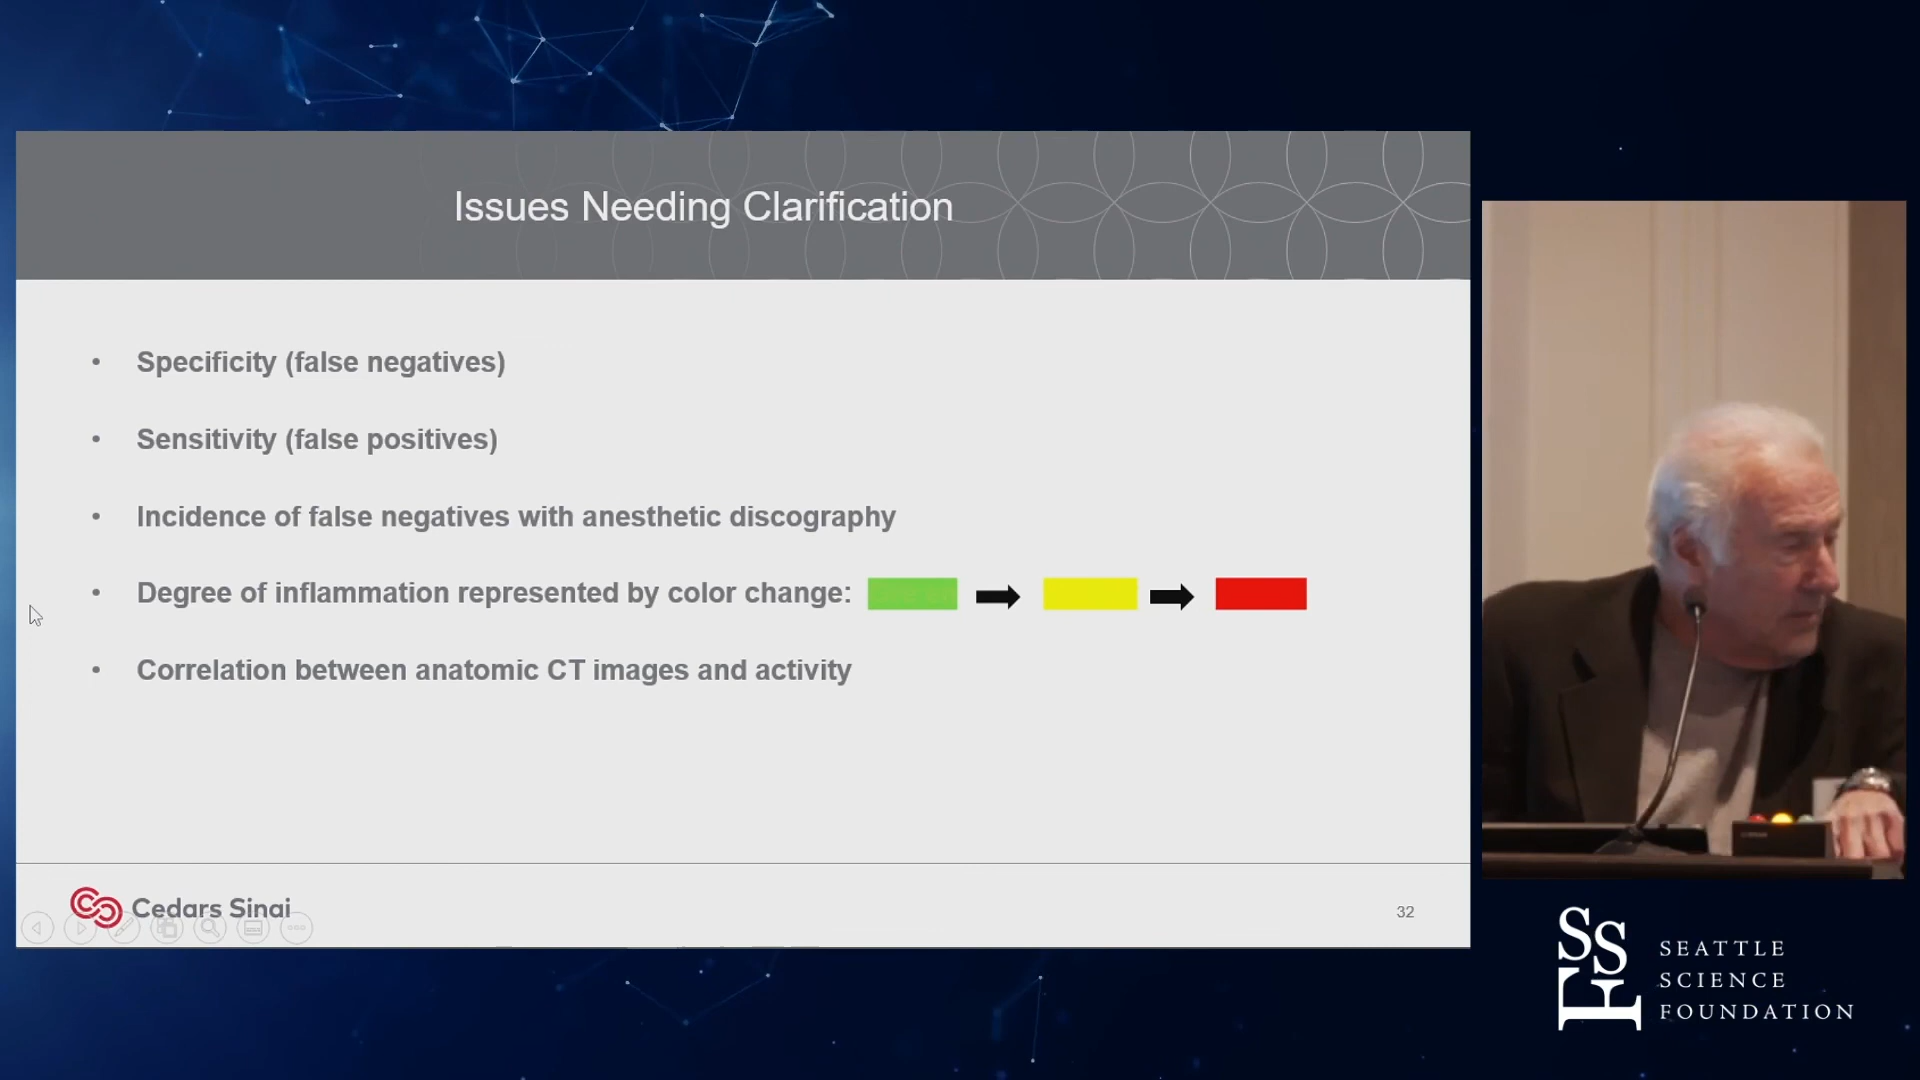 Issues Needing Clarification
• Specificity (false negatives)
• Sensitivity (false positives)
• Incidence of false negatives with anesthetic discography
• Degree of inflammation represented by color change:
• Correlation between anatomic CT images and activity
Cedars Sinai
32
SSF
SEATTLE
SCIENCE
FOUNDATION